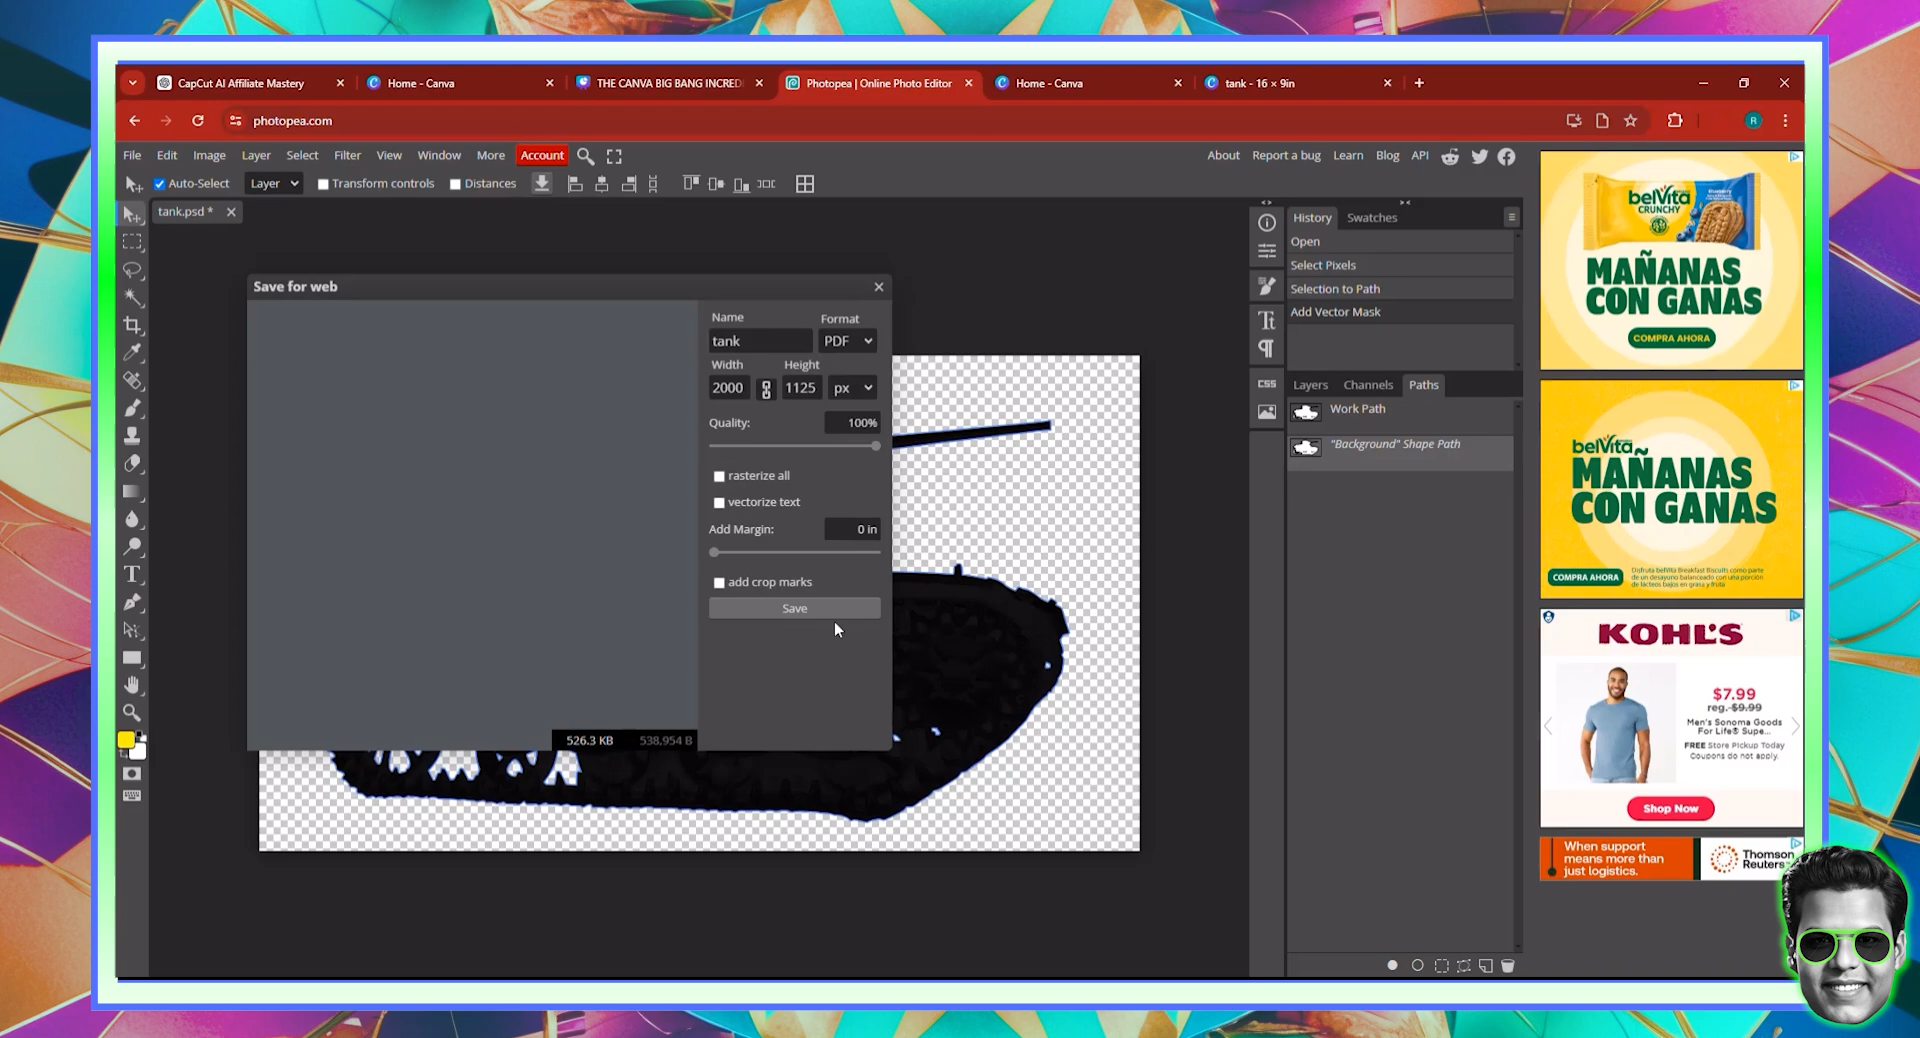 CapCut AI Affiliate Mastery
Home - Canva
THE CANVA BIG BANG INCREDI
Photopea | Online Photo Editor
Home - Canva
tank - 16 × 9in
photopea.com
R
File Edit Image Layer Select Filter View Window More Account
About Report a bug Learn Blog API
Auto-Select Layer Transform controls Distances
tank.psd *
Save for web
Name Format
tank PDF
Width Height
2000 1125 px
Quality: 100%
rasterize all
vectorize text
Add Margin: 0 in
add crop marks
Save
526.3 KB 538,954 B
History Swatches
Open
Select Pixels
Selection to Path
Add Vector Mask
CSS
Layers Channels Paths
Work Path
"Background" Shape Path
belVita
CRUNCHY
MAÑANAS
CON GANAS
COMPRA AHORA
belVita
MAÑANAS
CON GANAS
COMPRA AHORA
Disfruta belVita Breakfast Biscuits como parte
de un desayuno balanceado con una porción
de lácteos bajos en grasa y fruta
KOHL'S
$7.99
reg. $9.99
Men's Sonoma Goods
For Life® Supe...
FREE Store Pickup Today
Coupons do not apply.
Shop Now
When support
means more than
just logistics.
Thomson
Reuters